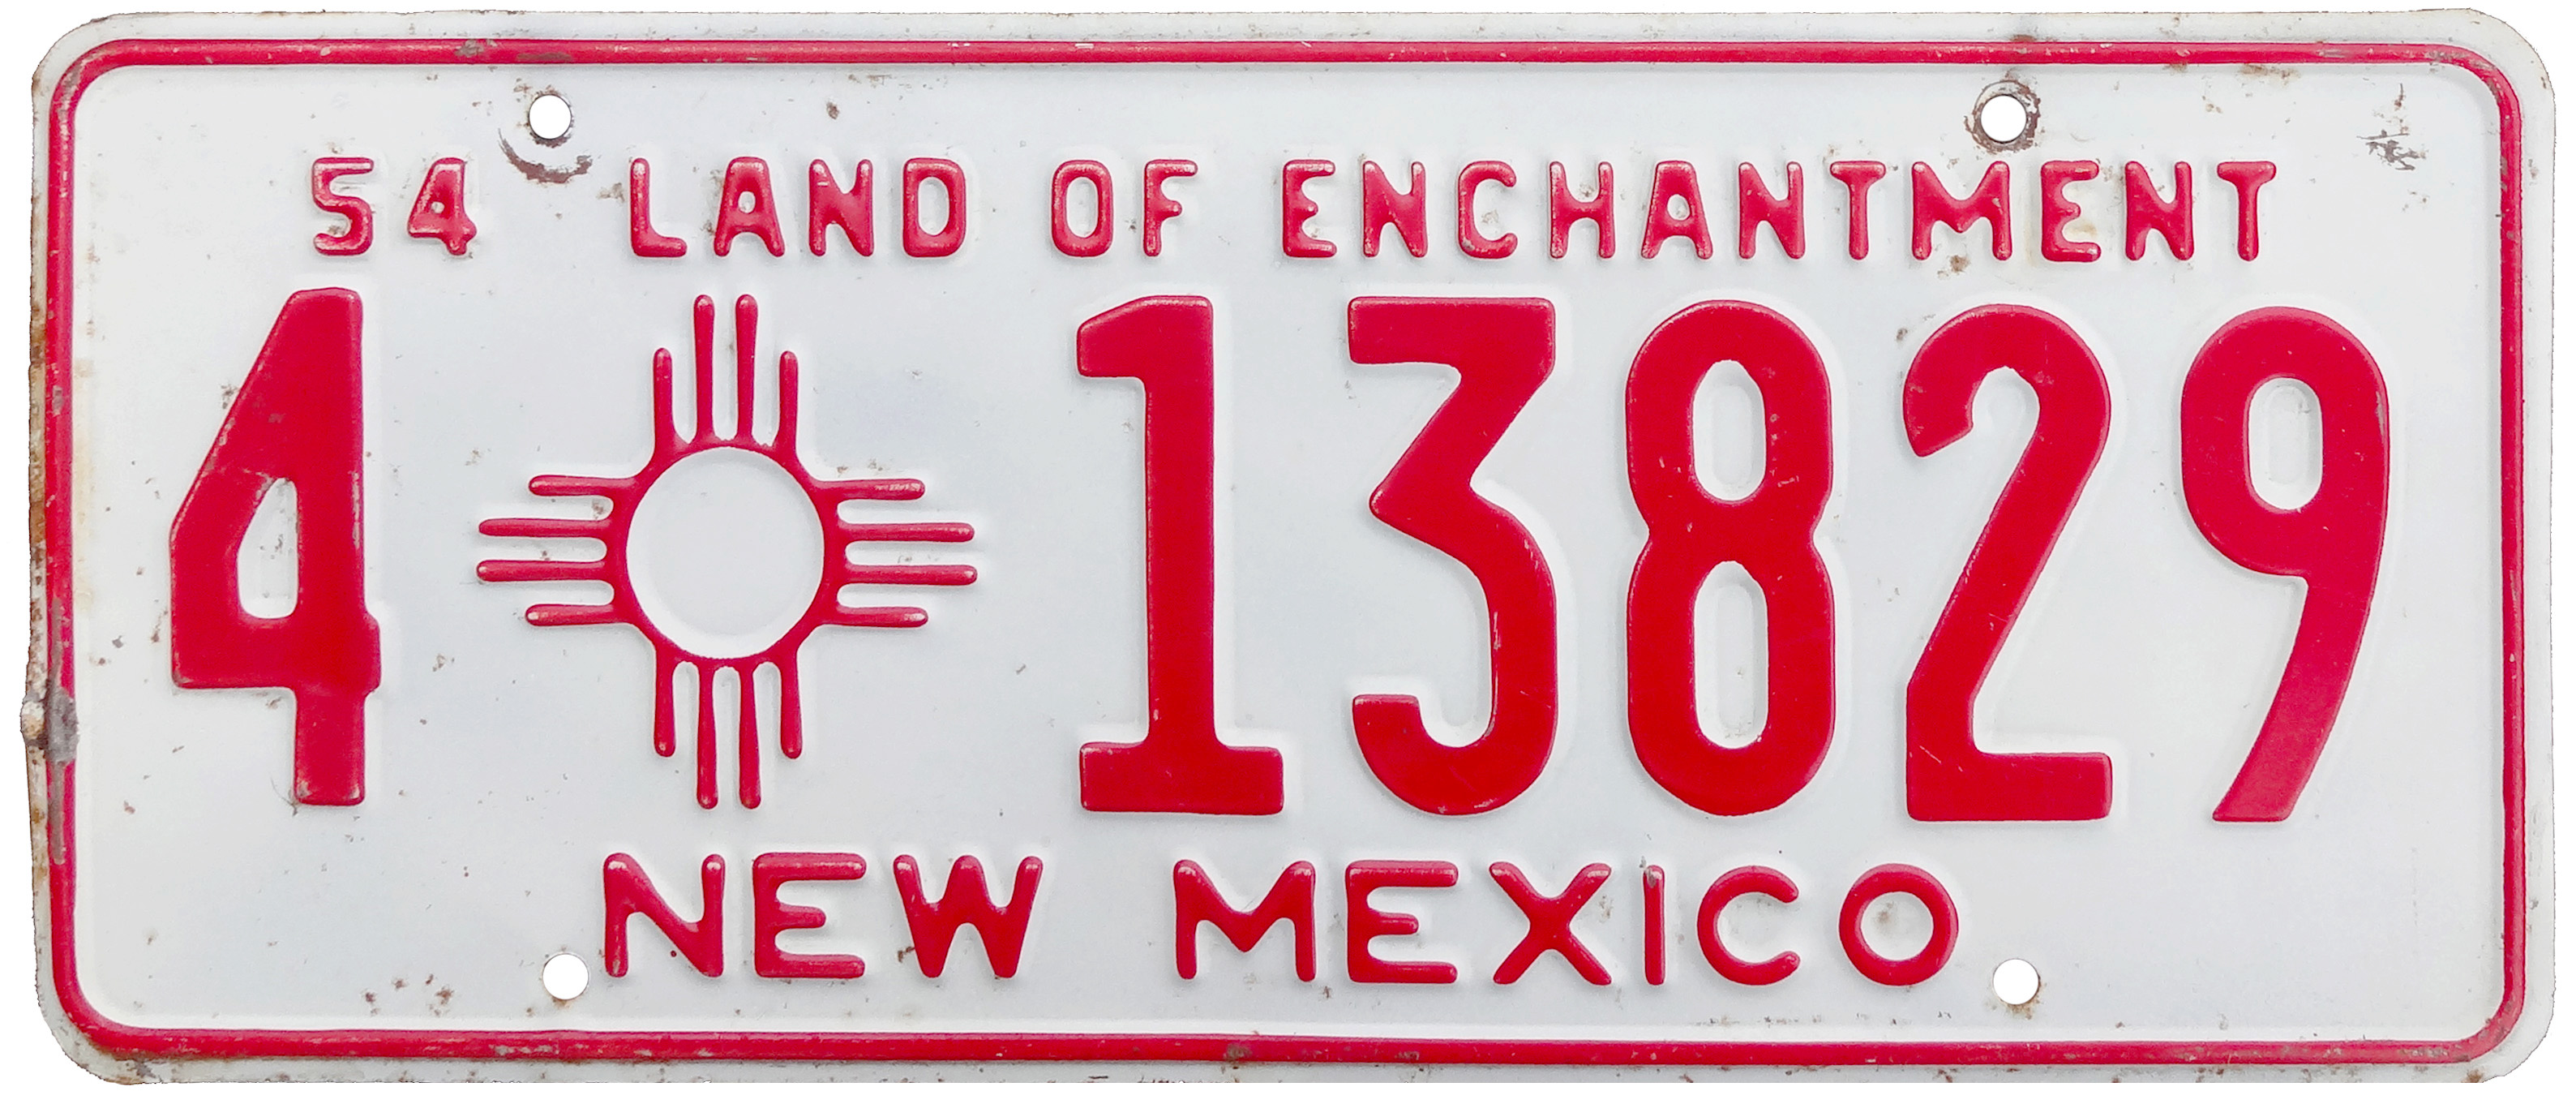 54 LAND OF ENCHANTMENT
4 13829
NEW MEXICO